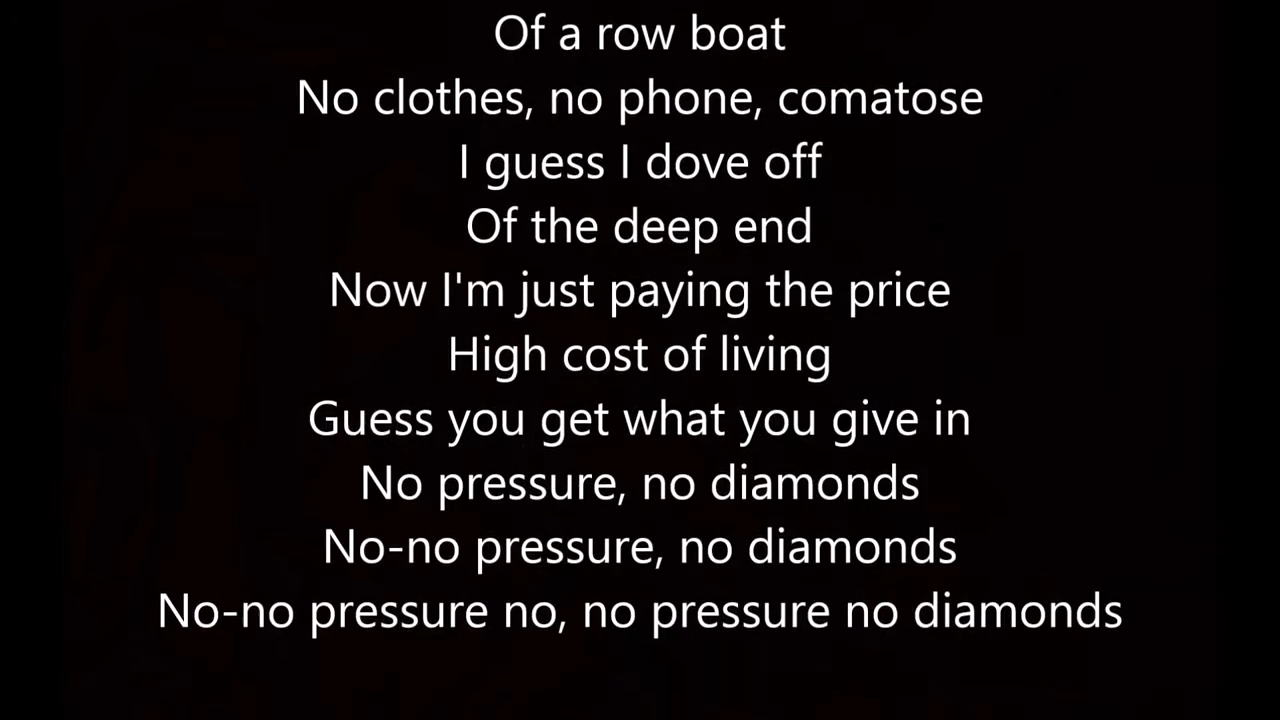 Of a row boat
No clothes, no phone, comatose
I guess I dove off
Of the deep end
Now I'm just paying the price
High cost of living
Guess you get what you give in
No pressure, no diamonds
No-no pressure, no diamonds
No-no pressure no, no pressure no diamonds